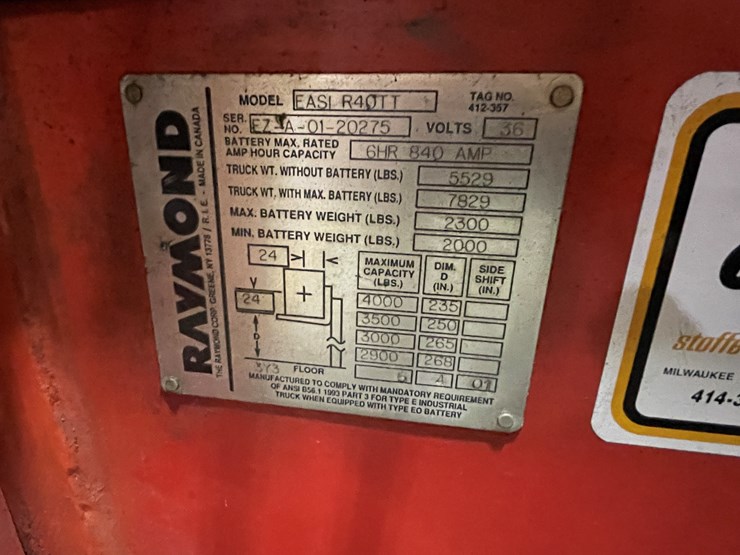 RAYMOND
THE RAYMOND CORP. GREENE, NY 13778 / R.I.E. - MADE IN CANADA
MODEL EASI R40TT
TAG NO. 412-357
SER. NO. EZ-A-01-20275 VOLTS 36
BATTERY MAX. RATED AMP HOUR CAPACITY 6HR 840 AMP
TRUCK WT. WITHOUT BATTERY (LBS.) 5529
TRUCK WT. WITH MAX. BATTERY (LBS.) 7829
MAX. BATTERY WEIGHT (LBS.) 2300
MIN. BATTERY WEIGHT (LBS.) 2000
24
24
D
XY3 FLOOR
MAXIMUM CAPACITY (LBS.) DIM. D (IN.) SIDE SHIFT (IN.)
4000 235
3500 250
3000 265
2900 268
5 A 01
MANUFACTURED TO COMPLY WITH MANDATORY REQUIREMENT
OF ANSI B56.1 1993 PART 3 FOR TYPE E INDUSTRIAL
TRUCK WHEN EQUIPPED WITH TYPE EO BATTERY
stoffe
MILWAUKEE
414-